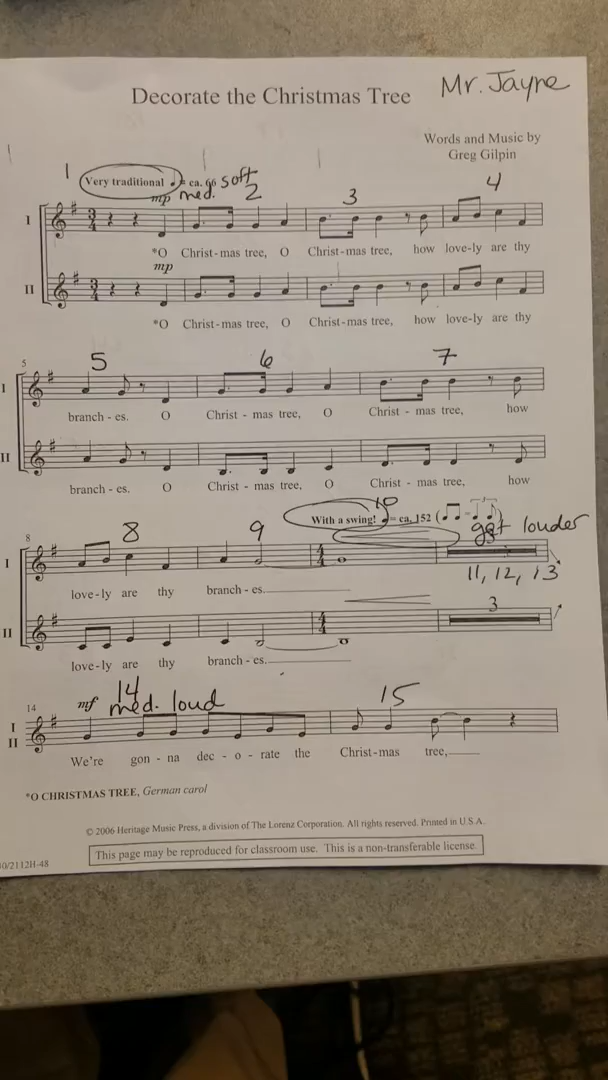 Decorate the Christmas Tree
Mr. Jayne
Words and Music by
Greg Gilpin
1
Very traditional ♩ = ca. 66 soft
mp med. 2 3 4
I
*O Christ-mas tree, O Christ-mas tree, how love-ly are thy
mp
II
*O Christ-mas tree, O Christ-mas tree, how love-ly are thy
5
5 6 7
I
branch - es. O Christ - mas tree, O Christ - mas tree, how
II
branch - es. O Christ - mas tree, O Christ - mas tree, how
10
With a swing! ♩ = ca. 152
get louder
8
8 9
I
11, 12, 13
love-ly are thy branch - es.
3
II
love-ly are thy branch - es.
14
mf 14 med. loud 15
I
II
We're gon - na dec - o - rate the Christ-mas tree,
*O CHRISTMAS TREE, German carol
© 2006 Heritage Music Press, a division of The Lorenz Corporation. All rights reserved. Printed in U.S.A.
This page may be reproduced for classroom use. This is a non-transferable license.
0/2112H-48